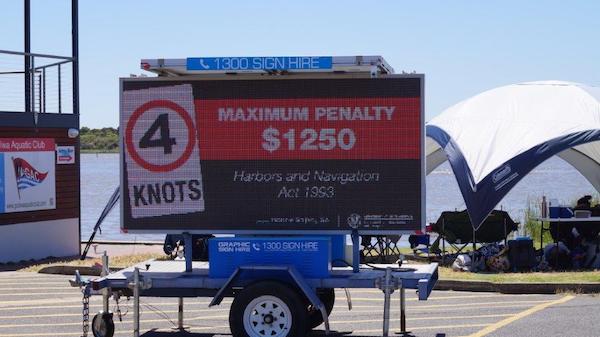 1300 SIGN HIRE
4
KNOTS
MAXIMUM PENALTY
$1250
Harbors and Navigation
Act 1993
Aquatic Club
Coleman
GRAPHIC
SIGN HIRE
1300 SIGN HIRE